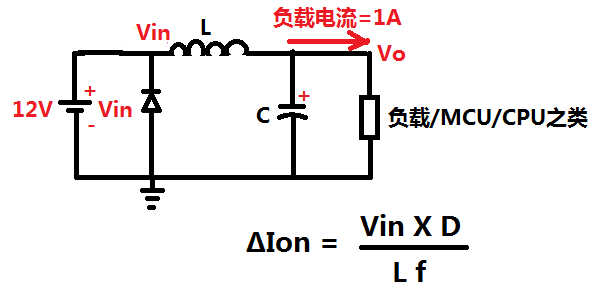 负载电流=1A
Vin
L
Vo
12V
+
-
Vin
C
+
负载/MCU/CPU之类
ΔIon = Vin X D
L f